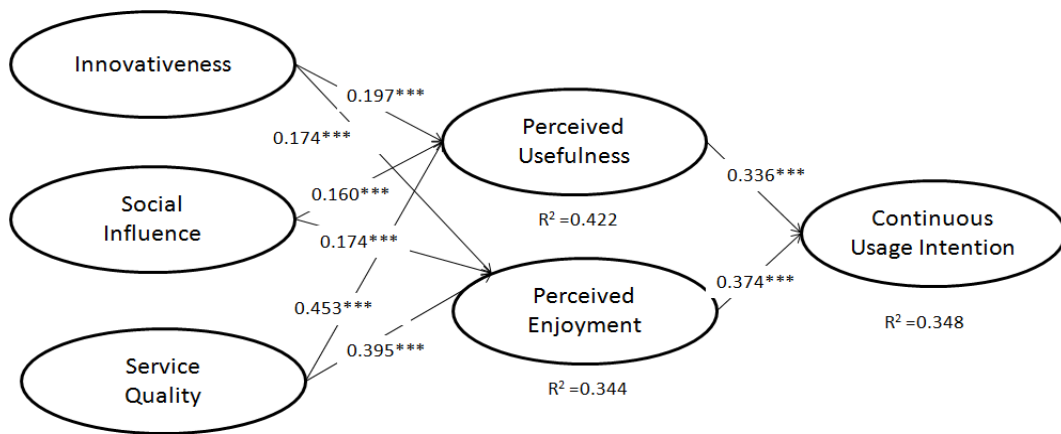 Innovativeness
0.197***
0.174***
Perceived
Usefulness
R² =0.422
Social
Influence
0.160***
0.174***
0.336***
Continuous
Usage Intention
R² =0.348
0.374***
Perceived
Enjoyment
R² =0.344
0.453***
0.395***
Service
Quality